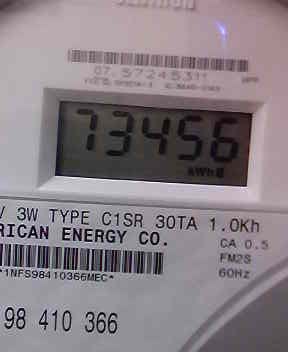 07.57245311
73456
kWh
V 3W TYPE C1SR 30TA 1.0Kh
RICAN ENERGY CO.
CA 0.5
FM2S
60Hz
*1NFS98410366MEC*
98 410 366